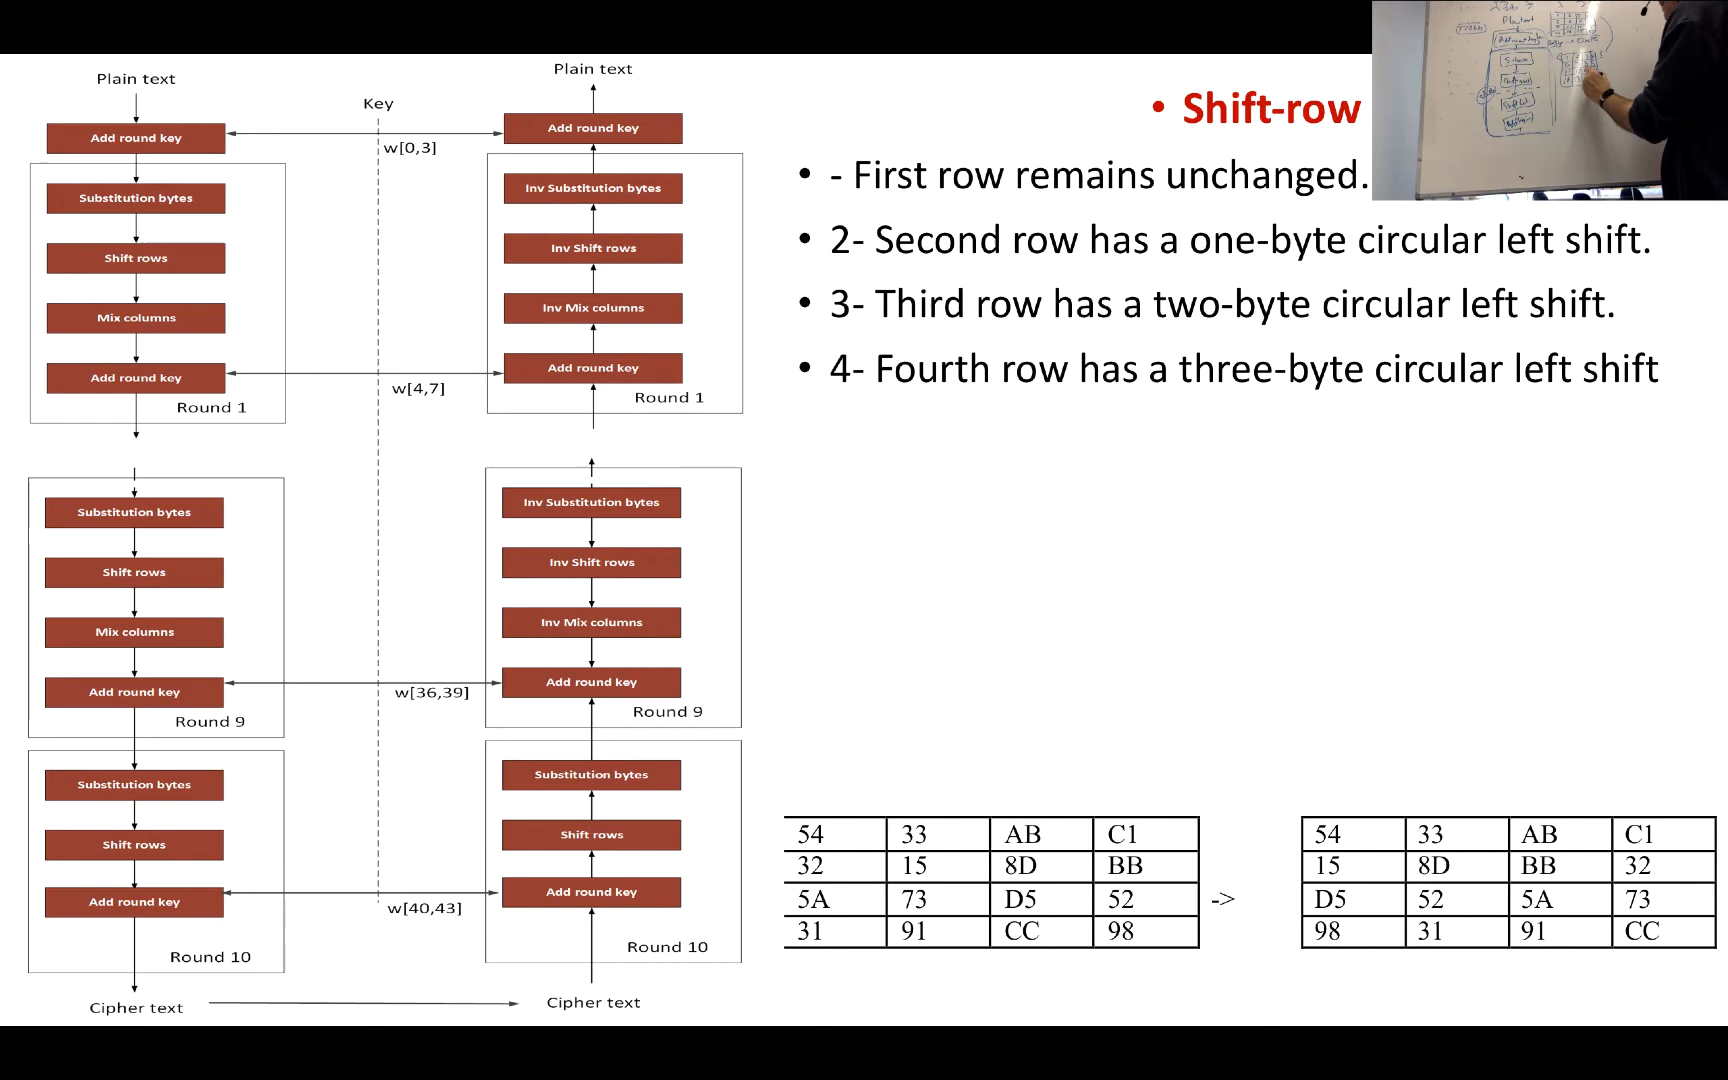 Plain text
Key
Add round key
w[0,3]
Substitution bytes
Shift rows
Mix columns
Add round key
w[4,7]
Round 1
Substitution bytes
Shift rows
Mix columns
Add round key
w[36,39]
Round 9
Substitution bytes
Shift rows
Add round key
w[40,43]
Round 10
Cipher text
Plain text
Add round key
Inv Substitution bytes
Inv Shift rows
Inv Mix columns
Add round key
Round 1
Inv Substitution bytes
Inv Shift rows
Inv Mix columns
Add round key
Round 9
Substitution bytes
Shift rows
Add round key
Round 10
Cipher text
• Shift-row
• - First row remains unchanged.
• 2- Second row has a one-byte circular left shift.
• 3- Third row has a two-byte circular left shift.
• 4- Fourth row has a three-byte circular left shift
54 33 AB C1
32 15 8D BB
5A 73 D5 52
31 91 CC 98
->
54 33 AB C1
15 8D BB 32
D5 52 5A 73
98 31 91 CC